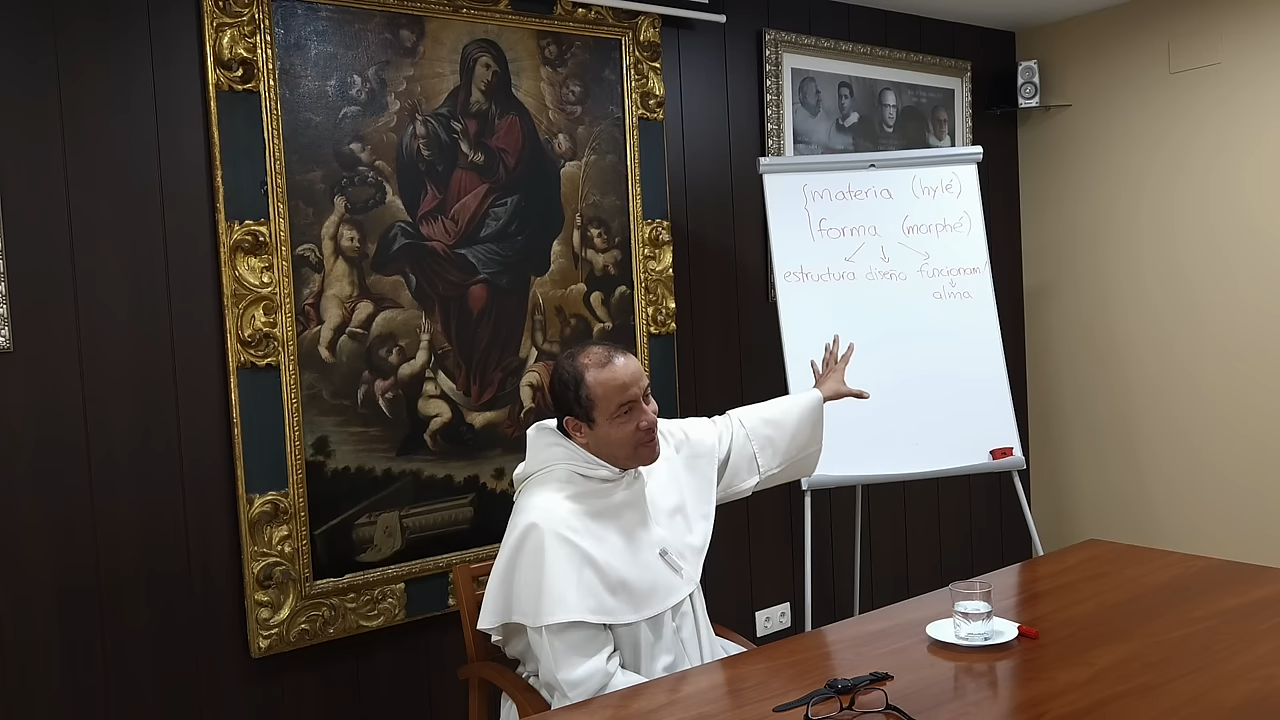 materia (hylé)
forma (morphé)
estructura diseño funcionam/
alma